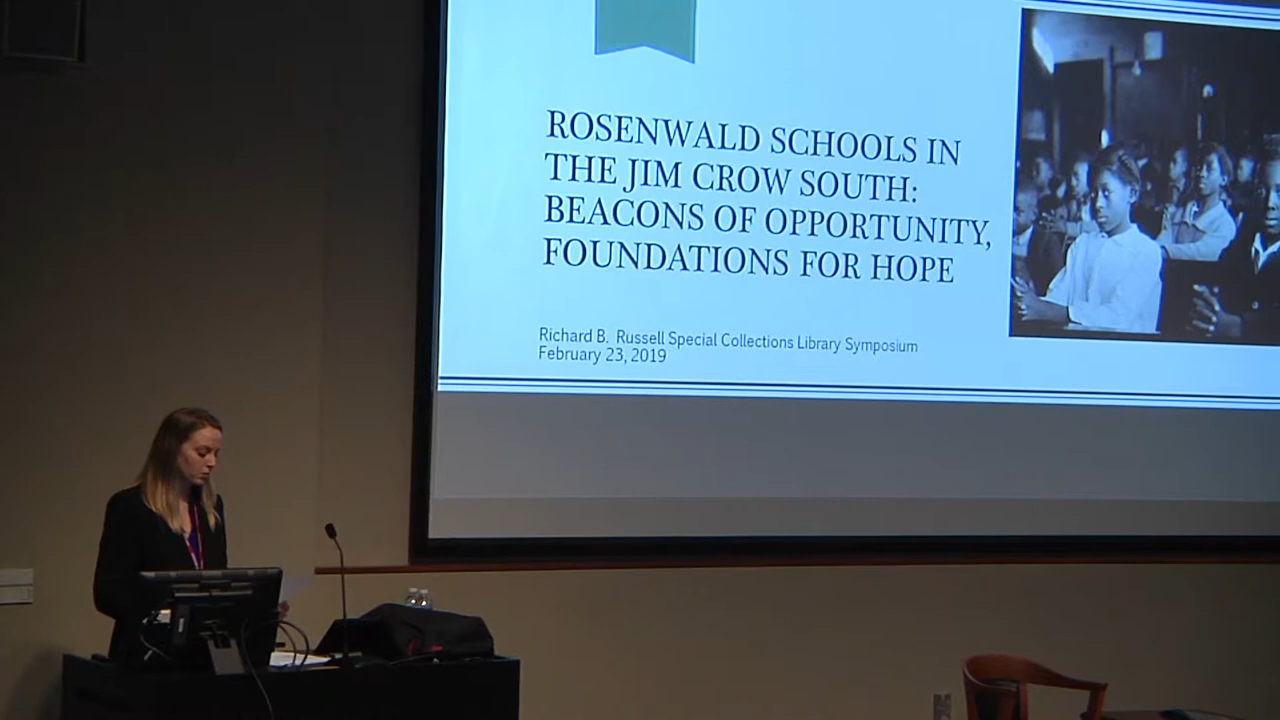 ROSENWALD SCHOOLS IN
THE JIM CROW SOUTH:
BEACONS OF OPPORTUNITY,
FOUNDATIONS FOR HOPE
Richard B. Russell Special Collections Library Symposium
February 23, 2019